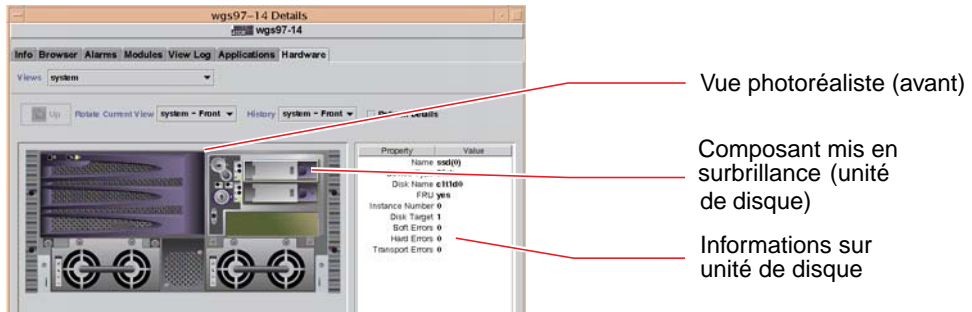 wgs97-14 Details
wgs97-14
Info Browser Alarms Modules View Log Applications Hardware
Views system
Up Rotate Current View system - Front History system - Front Details
Property Value
Name ssd(0)
Disk Name c1t1d0
FRU yes
Instance Number 0
Disk Target 1
Soft Errors 0
Hard Errors 0
Transport Errors 0
Vue photoréaliste (avant)
Composant mis en
surbrillance (unité
de disque)
Informations sur
unité de disque